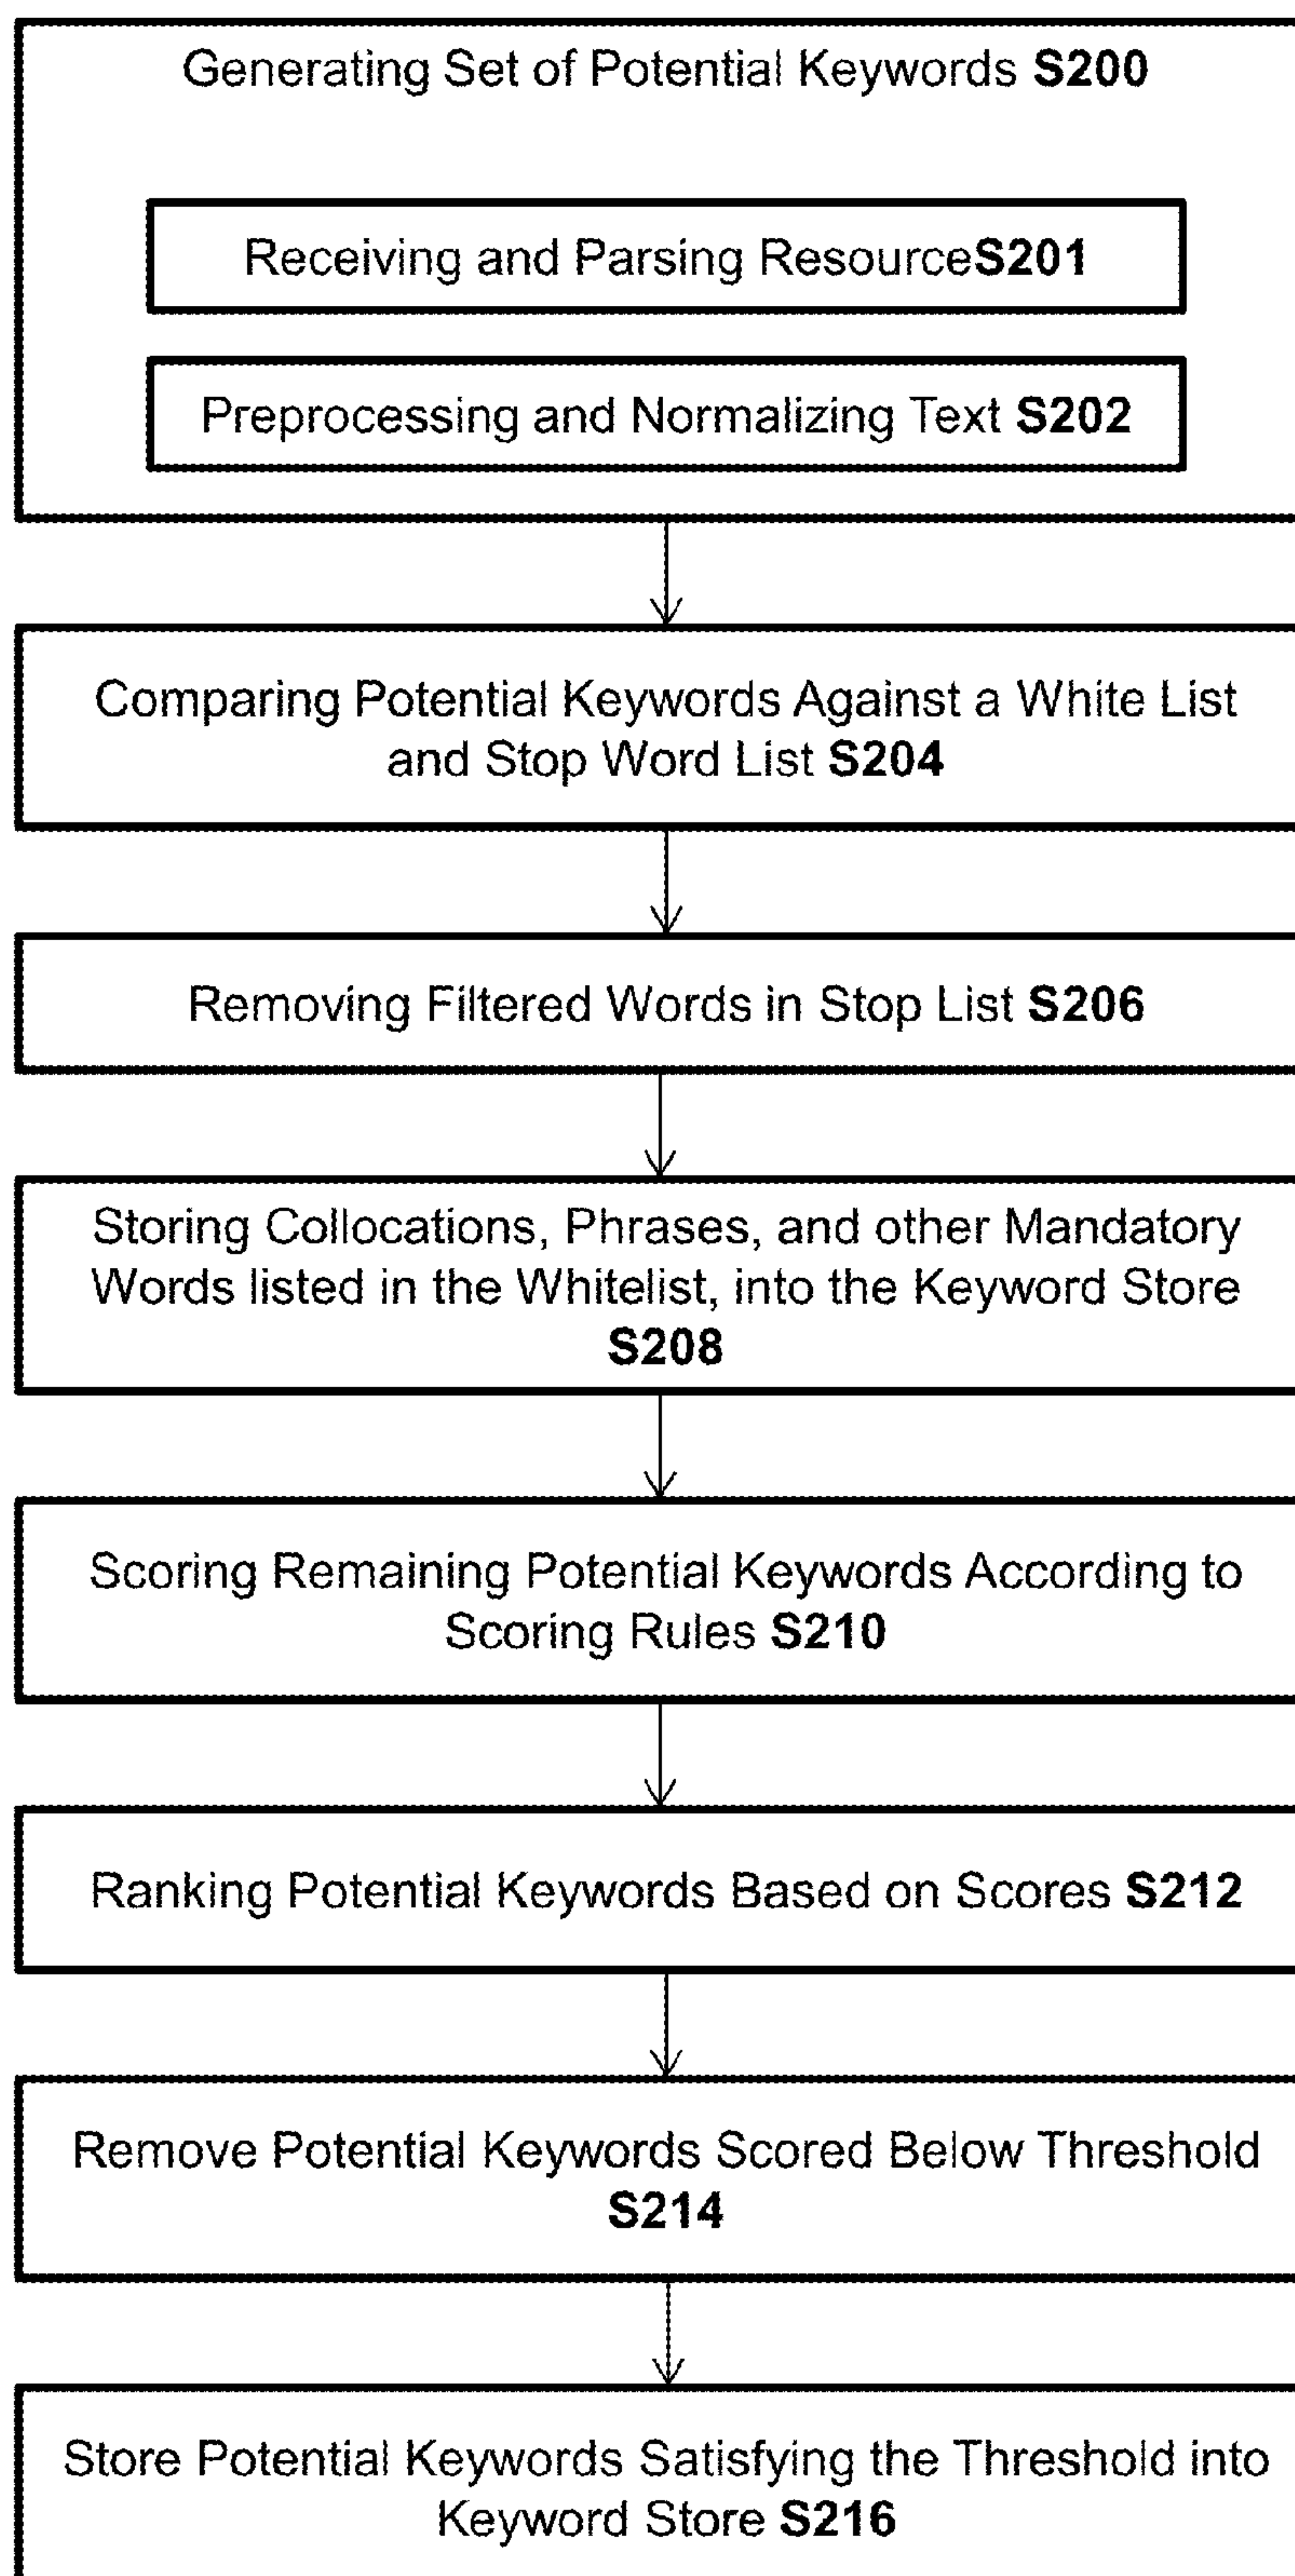 Generating Set of Potential Keywords S200
Receiving and Parsing ResourceS201
Preprocessing and Normalizing Text S202
Comparing Potential Keywords Against a White List
and Stop Word List S204
Removing Filtered Words in Stop List S206
Storing Collocations, Phrases, and other Mandatory
Words listed in the Whitelist, into the Keyword Store
S208
Scoring Remaining Potential Keywords According to
Scoring Rules S210
Ranking Potential Keywords Based on Scores S212
Remove Potential Keywords Scored Below Threshold
S214
Store Potential Keywords Satisfying the Threshold into
Keyword Store S216